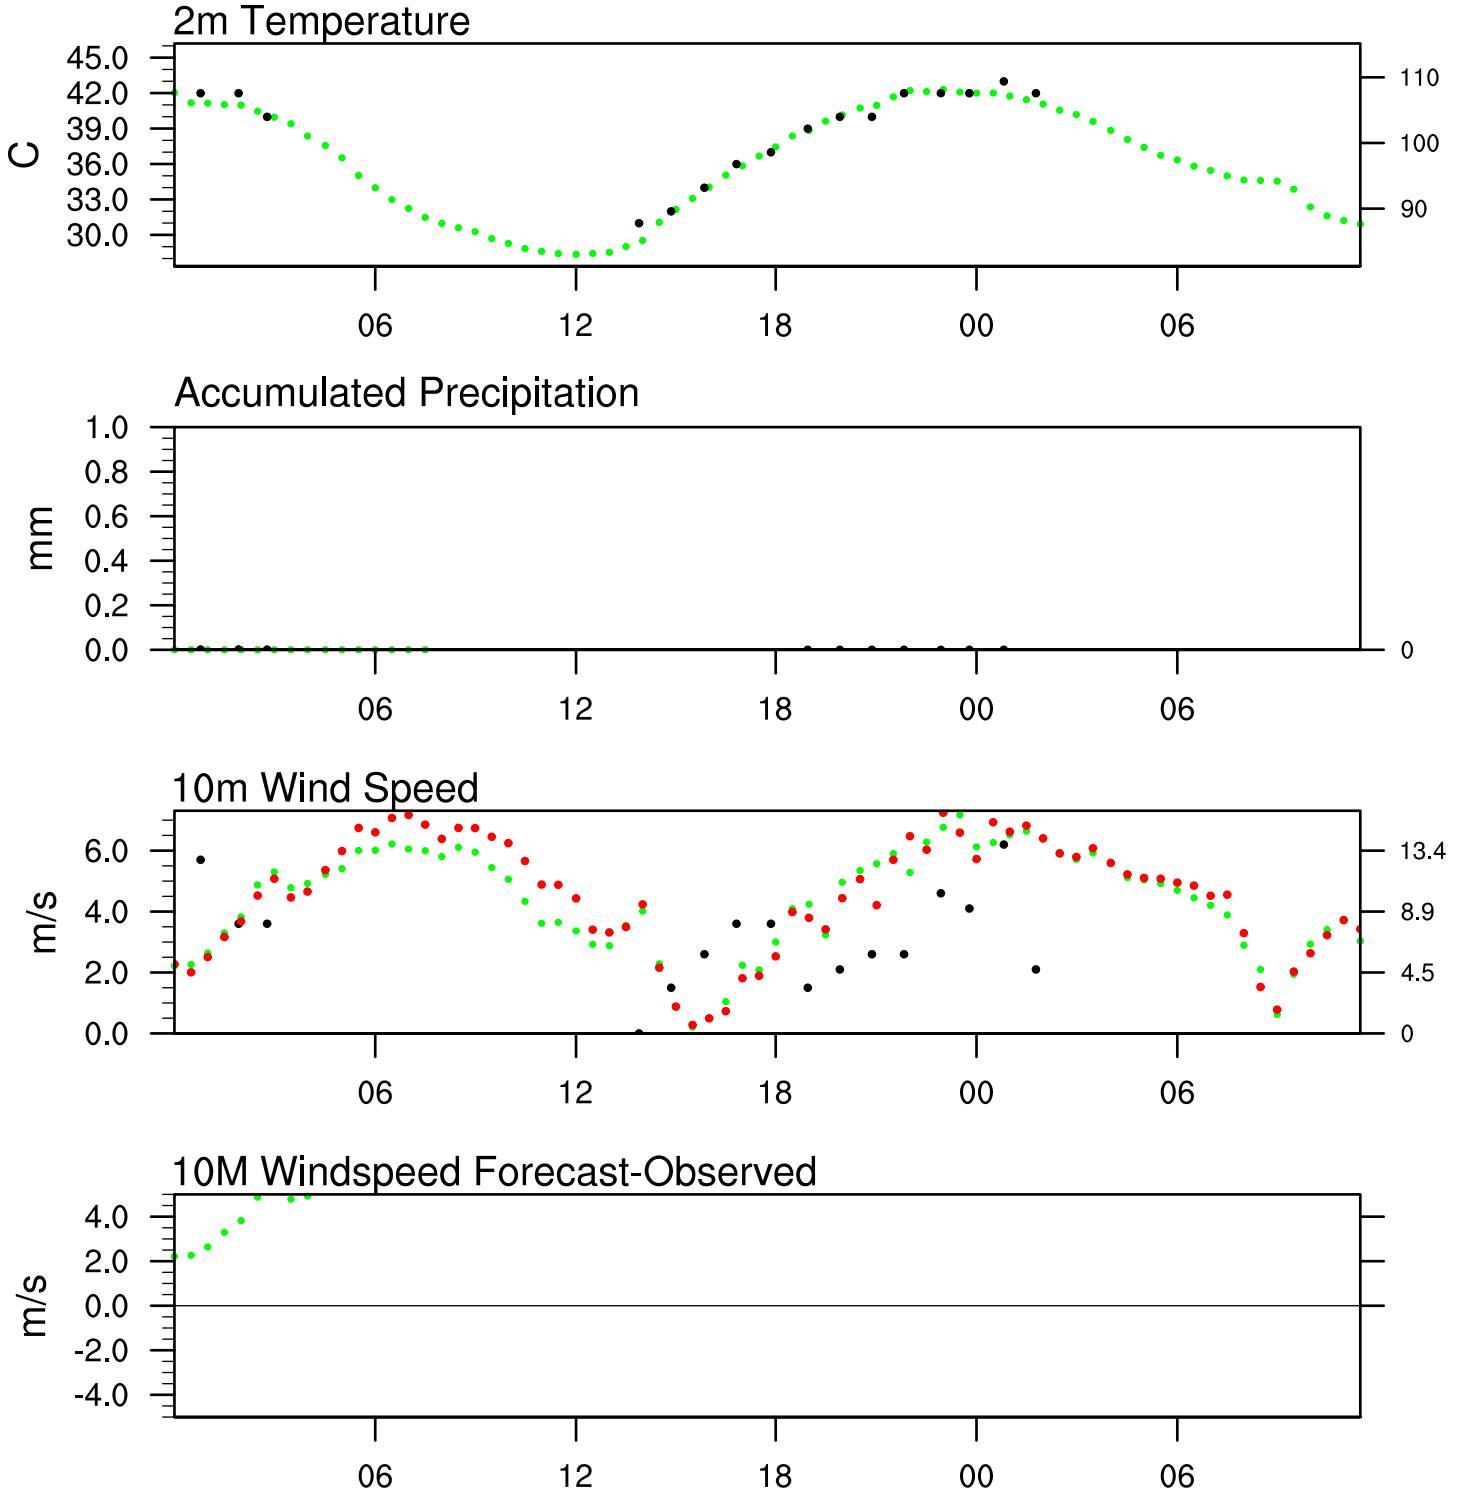 2m Temperature
45.0
42.0
39.0
36.0
33.0
30.0
C
110
100
90
06 12 18 00 06
Accumulated Precipitation
1.0
0.8
0.6
0.4
0.2
0.0
mm
0
06 12 18 00 06
10m Wind Speed
6.0
4.0
2.0
0.0
m/s
13.4
8.9
4.5
0
06 12 18 00 06
10M Windspeed Forecast-Observed
4.0
2.0
0.0
-2.0
-4.0
m/s
06 12 18 00 06